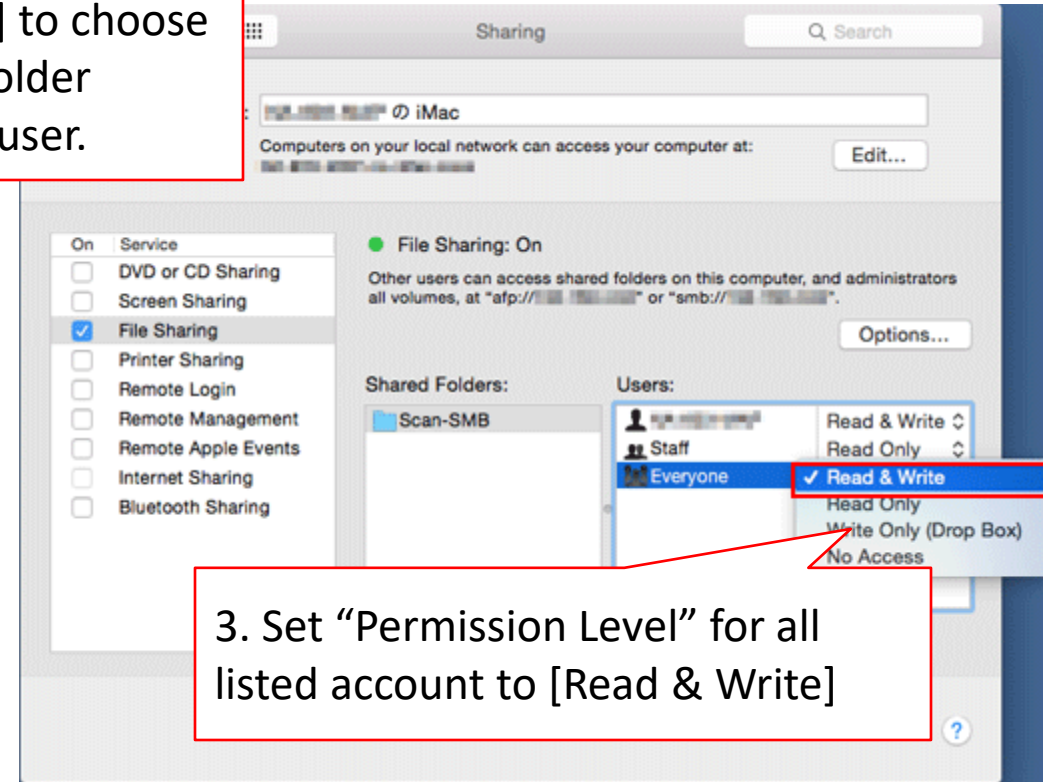 ] to choose
older
user.
Sharing
Search
: の iMac
Computers on your local network can access your computer at:
Edit...
On Service
DVD or CD Sharing
Screen Sharing
File Sharing
Printer Sharing
Remote Login
Remote Management
Remote Apple Events
Internet Sharing
Bluetooth Sharing
File Sharing: On
Other users can access shared folders on this computer, and administrators
all volumes, at “afp:// ” or “smb:// ”.
Options...
Shared Folders:
Scan-SMB
Users:
Read & Write
Staff Read Only
Everyone ✓ Read & Write
Read Only
Write Only (Drop Box)
No Access
3. Set “Permission Level” for all
listed account to [Read & Write]
?